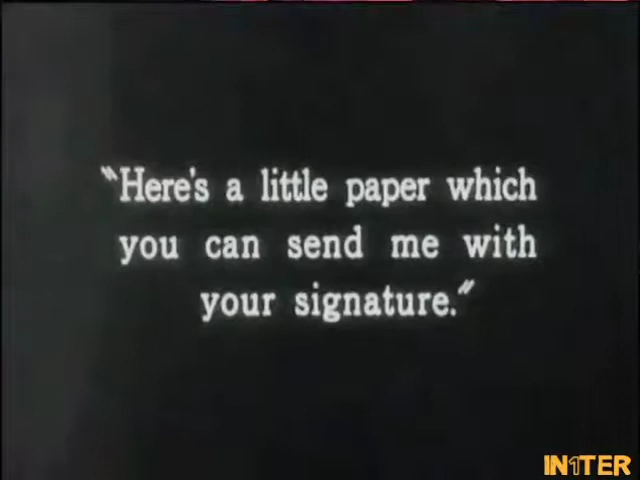 "Here's a little paper which
you can send me with
your signature."
IN1TER